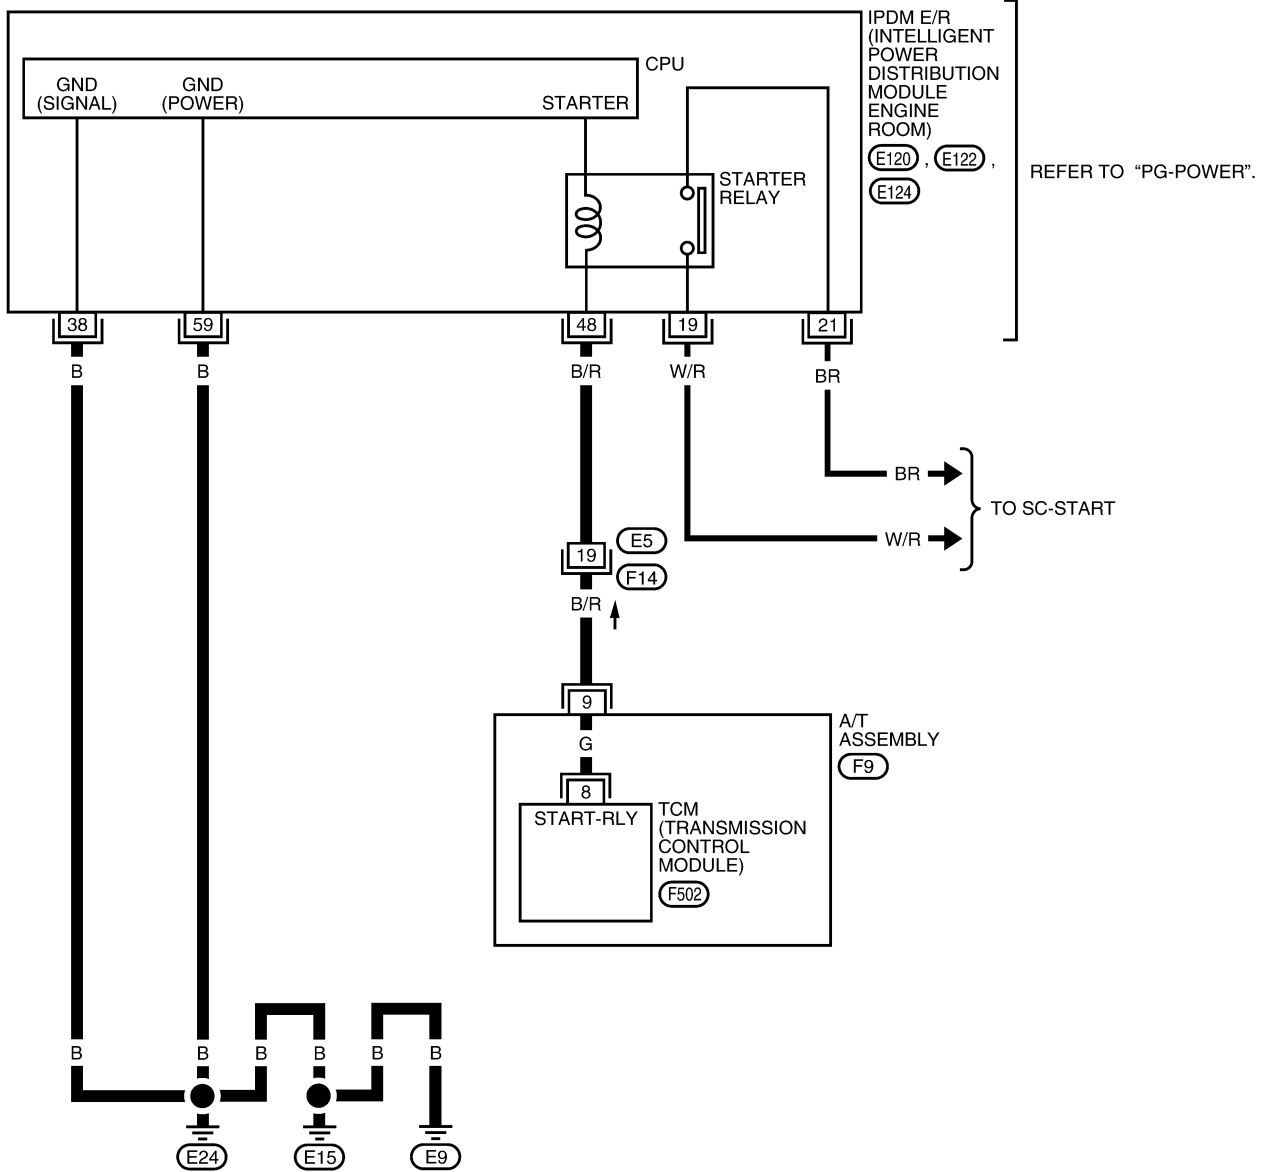 IPDM E/R
(INTELLIGENT
POWER
DISTRIBUTION
MODULE
ENGINE
ROOM)
E120 , E122 ,
E124
REFER TO “PG-POWER”.
CPU
GND
(SIGNAL)
GND
(POWER)
STARTER
STARTER
RELAY
38
59
48
19
21
B
B
B/R
W/R
BR
BR
TO SC-START
W/R
19
E5
F14
B/R
9
A/T
ASSEMBLY
F9
G
8
START-RLY
TCM
(TRANSMISSION
CONTROL
MODULE)
F502
B
B
B
B
B
B
E24
E15
E9